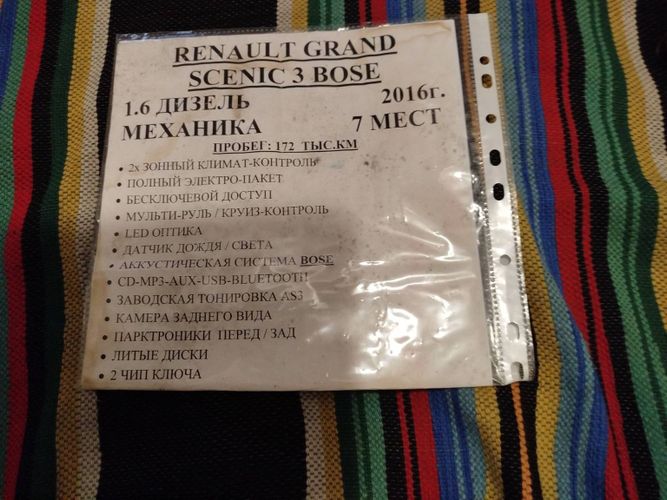 RENAULT GRAND
SCENIC 3 BOSE
1.6 ДИЗЕЛЬ 2016г.
МЕХАНИКА 7 МЕСТ
ПРОБЕГ: 172 ТЫС.КМ
• 2х ЗОННЫЙ КЛИМАТ-КОНТРОЛЬ
• ПОЛНЫЙ ЭЛЕКТРО-ПАКЕТ
• БЕСКЛЮЧЕВОЙ ДОСТУП
• МУЛЬТИ-РУЛЬ / КРУИЗ-КОНТРОЛЬ
• LED ОПТИКА
• ДАТЧИК ДОЖДЯ / СВЕТА
• АККУСТИЧЕСКАЯ СИСТЕМА BOSE
• CD-MP3-AUX-USB-BLUETOOTH
• ЗАВОДСКАЯ ТОНИРОВКА AS3
• КАМЕРА ЗАДНЕГО ВИДА
• ПАРКТРОНИКИ ПЕРЕД / ЗАД
• ЛИТЫЕ ДИСКИ
• 2 ЧИП КЛЮЧА